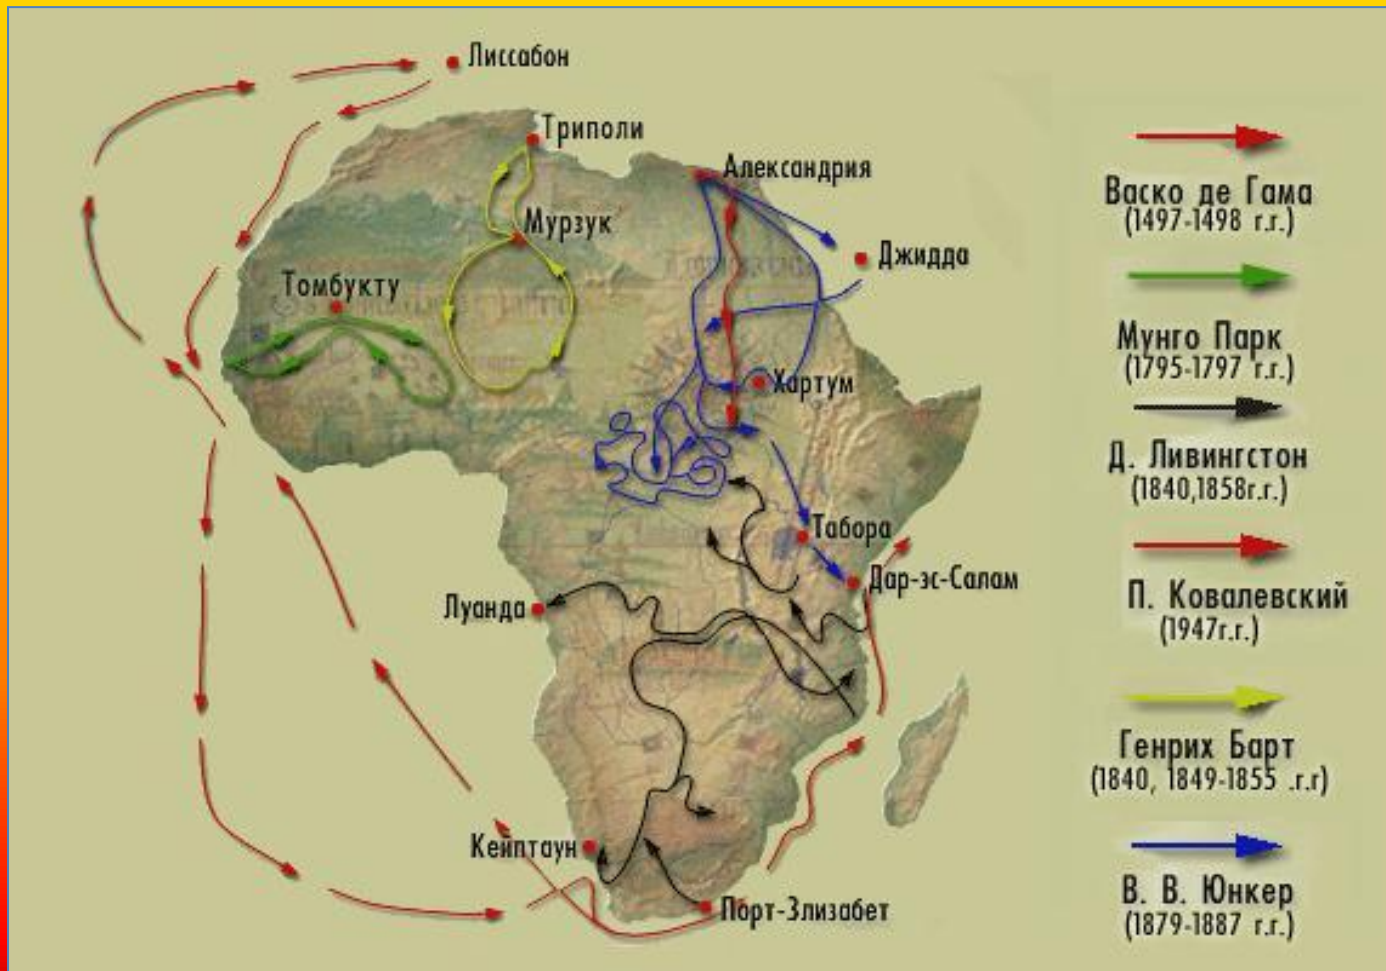 Лиссабон
Триполи
Александрия
Мурзук
Джидда
Томбукту
Хартум
Табора
Дар-эс-Салам
Луанда
Кейптаун
Порт-Элизабет
Васко де Гама
(1497-1498 г.г.)
Мунго Парк
(1795-1797 г.г.)
Д. Ливингстон
(1840,1858г.г.)
П. Ковалевский
(1947г.г.)
Генрих Барт
(1840, 1849-1855 .г.г)
В. В. Юнкер
(1879-1887 г.г.)